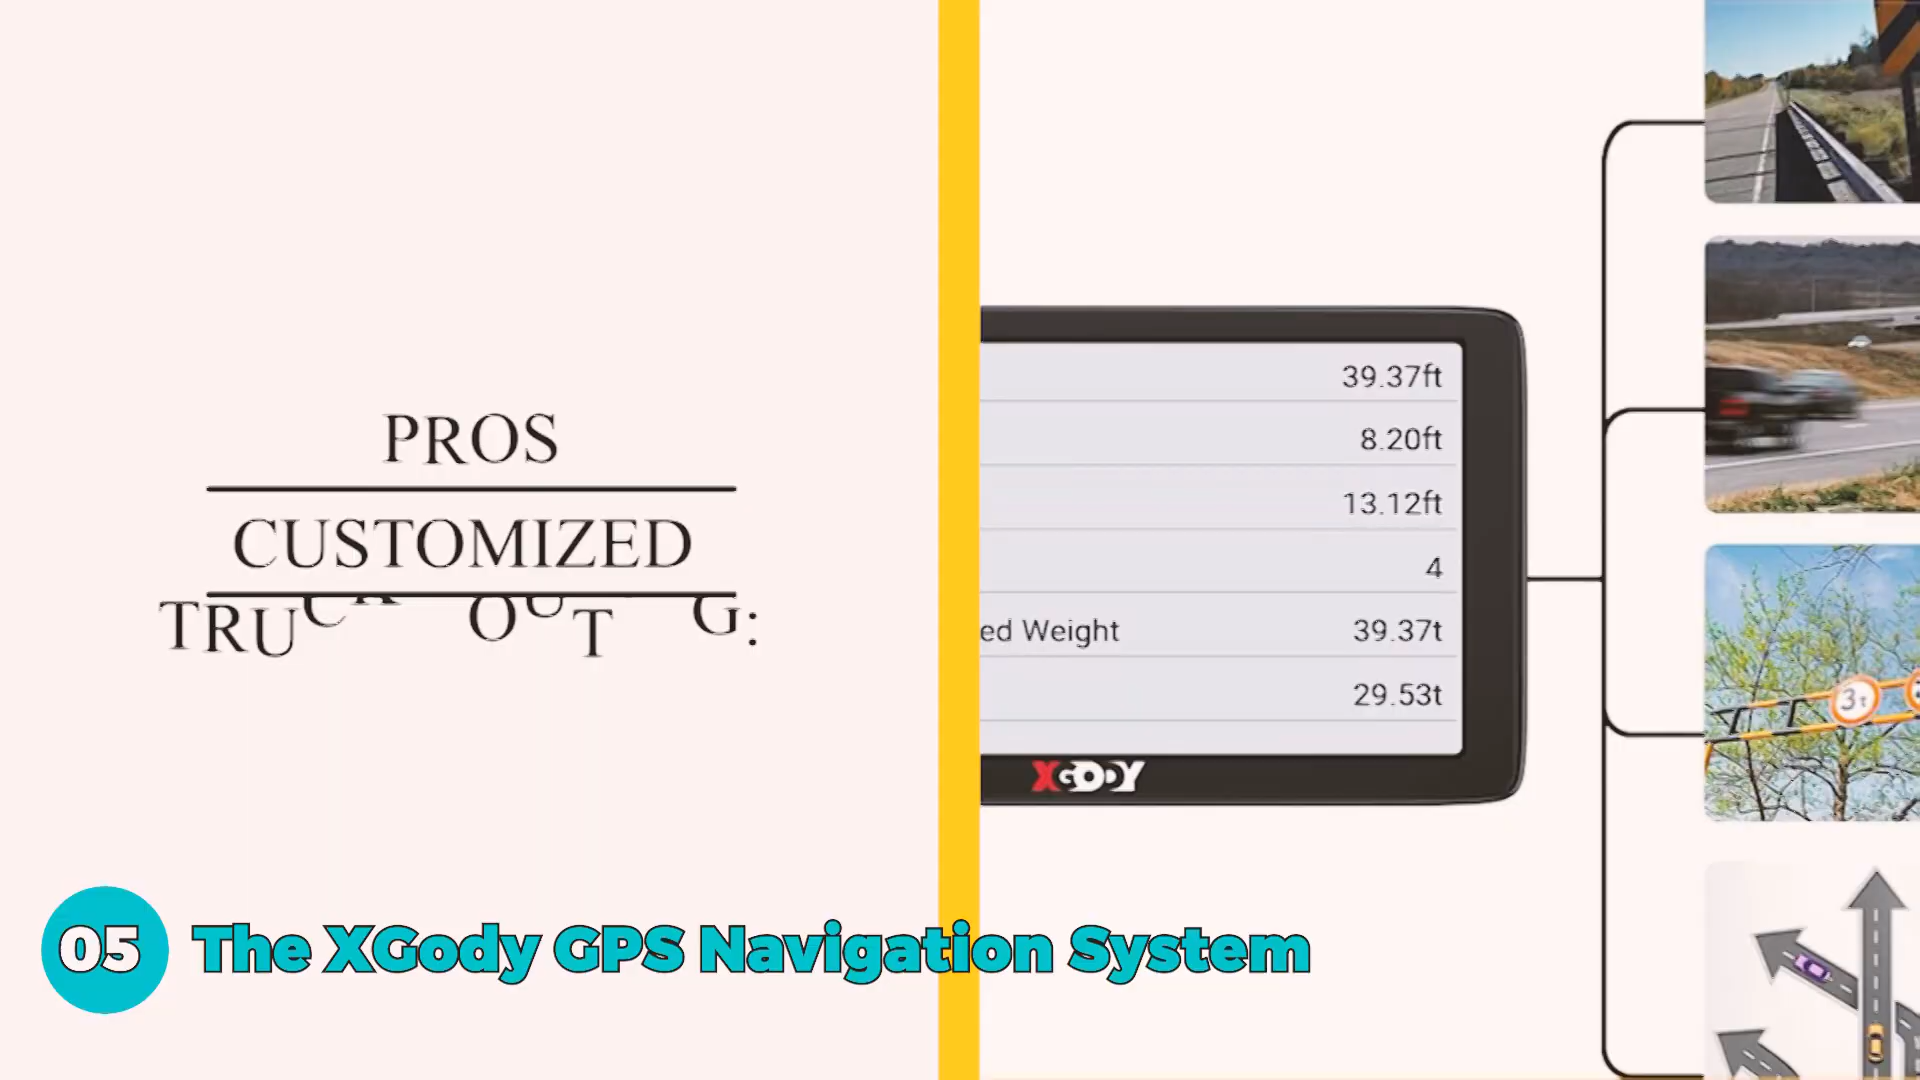 PROS
CUSTOMIZED
39.37ft
8.20ft
13.12ft
4
ed Weight 39.37t
29.53t
XGODY
3t
05 The XGody GPS Navigation System